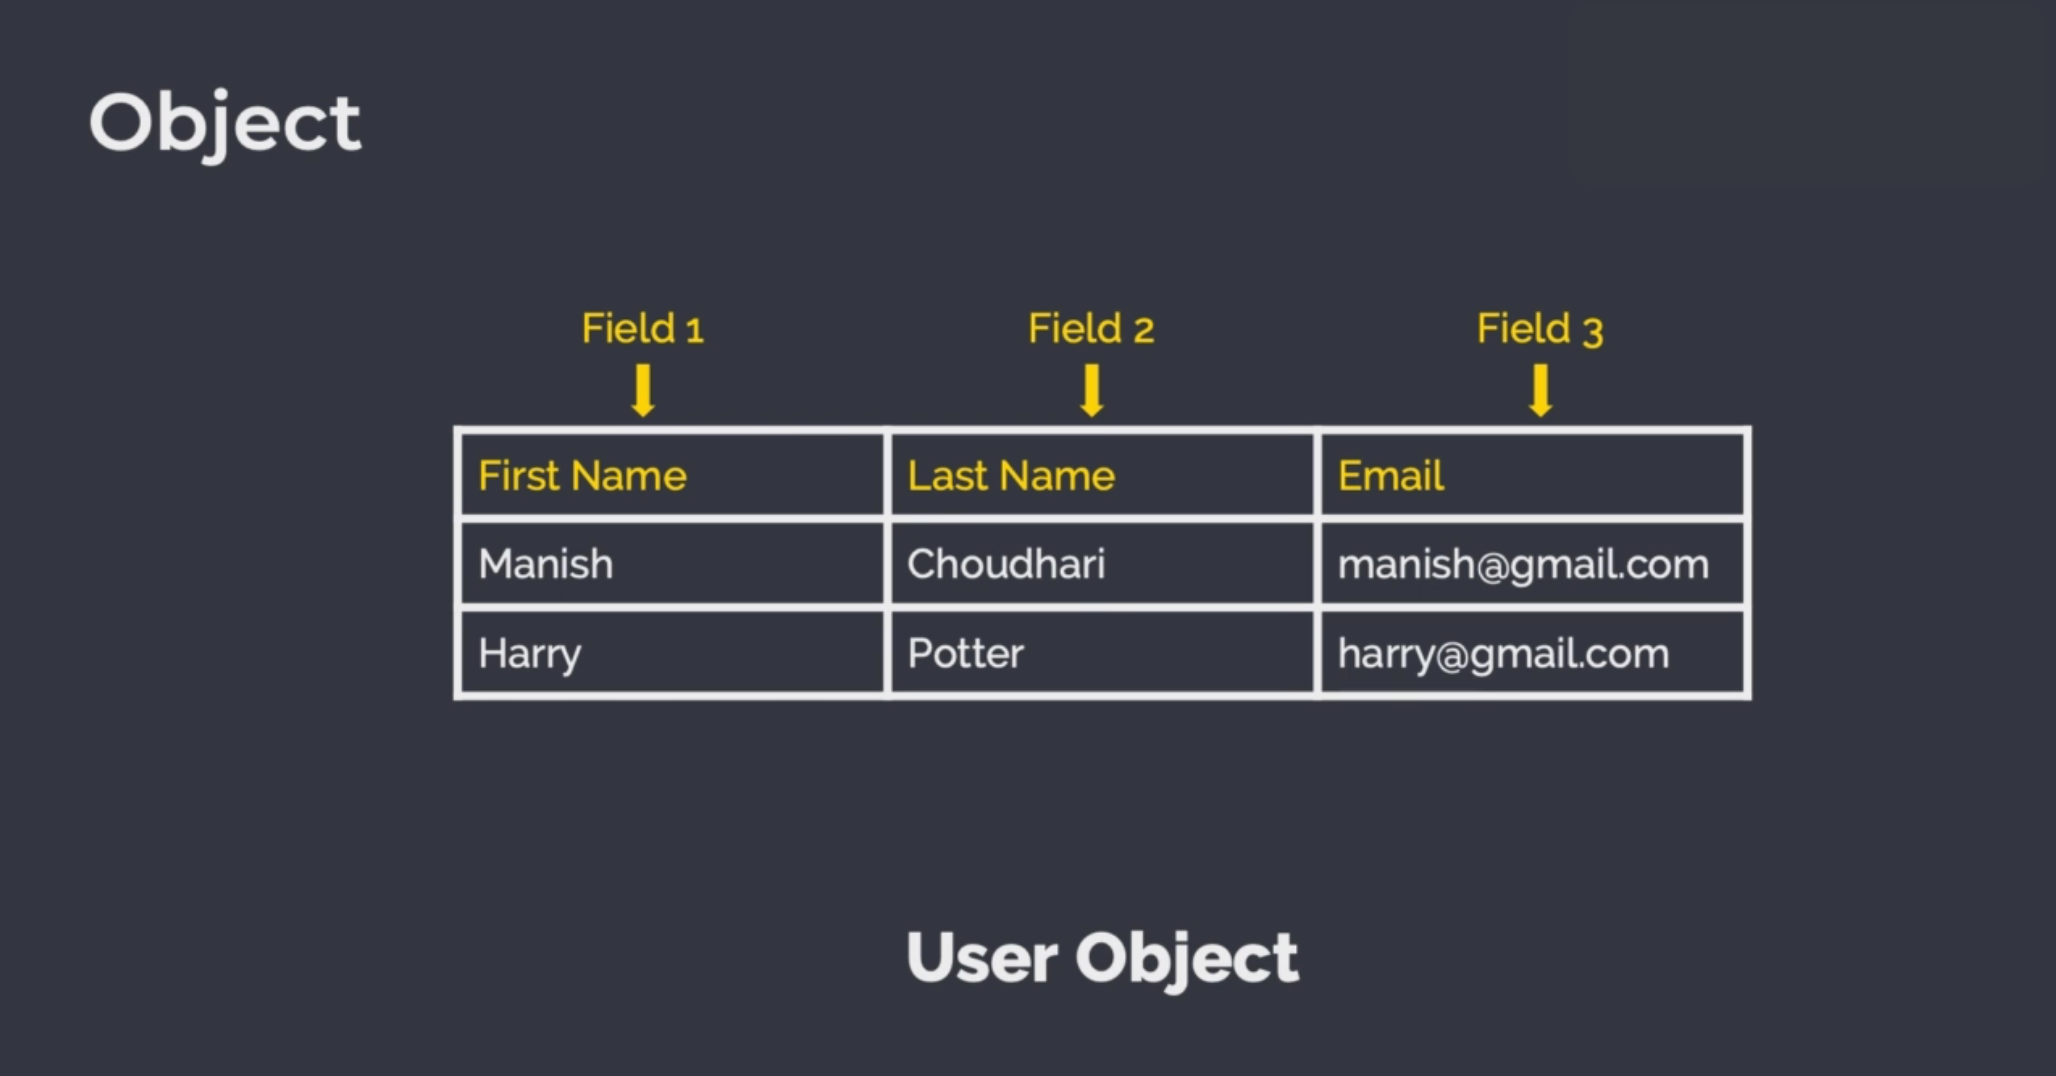 Object
Field 1 Field 2 Field 3
First Name Last Name Email
Manish Choudhari manish@gmail.com
Harry Potter harry@gmail.com
User Object